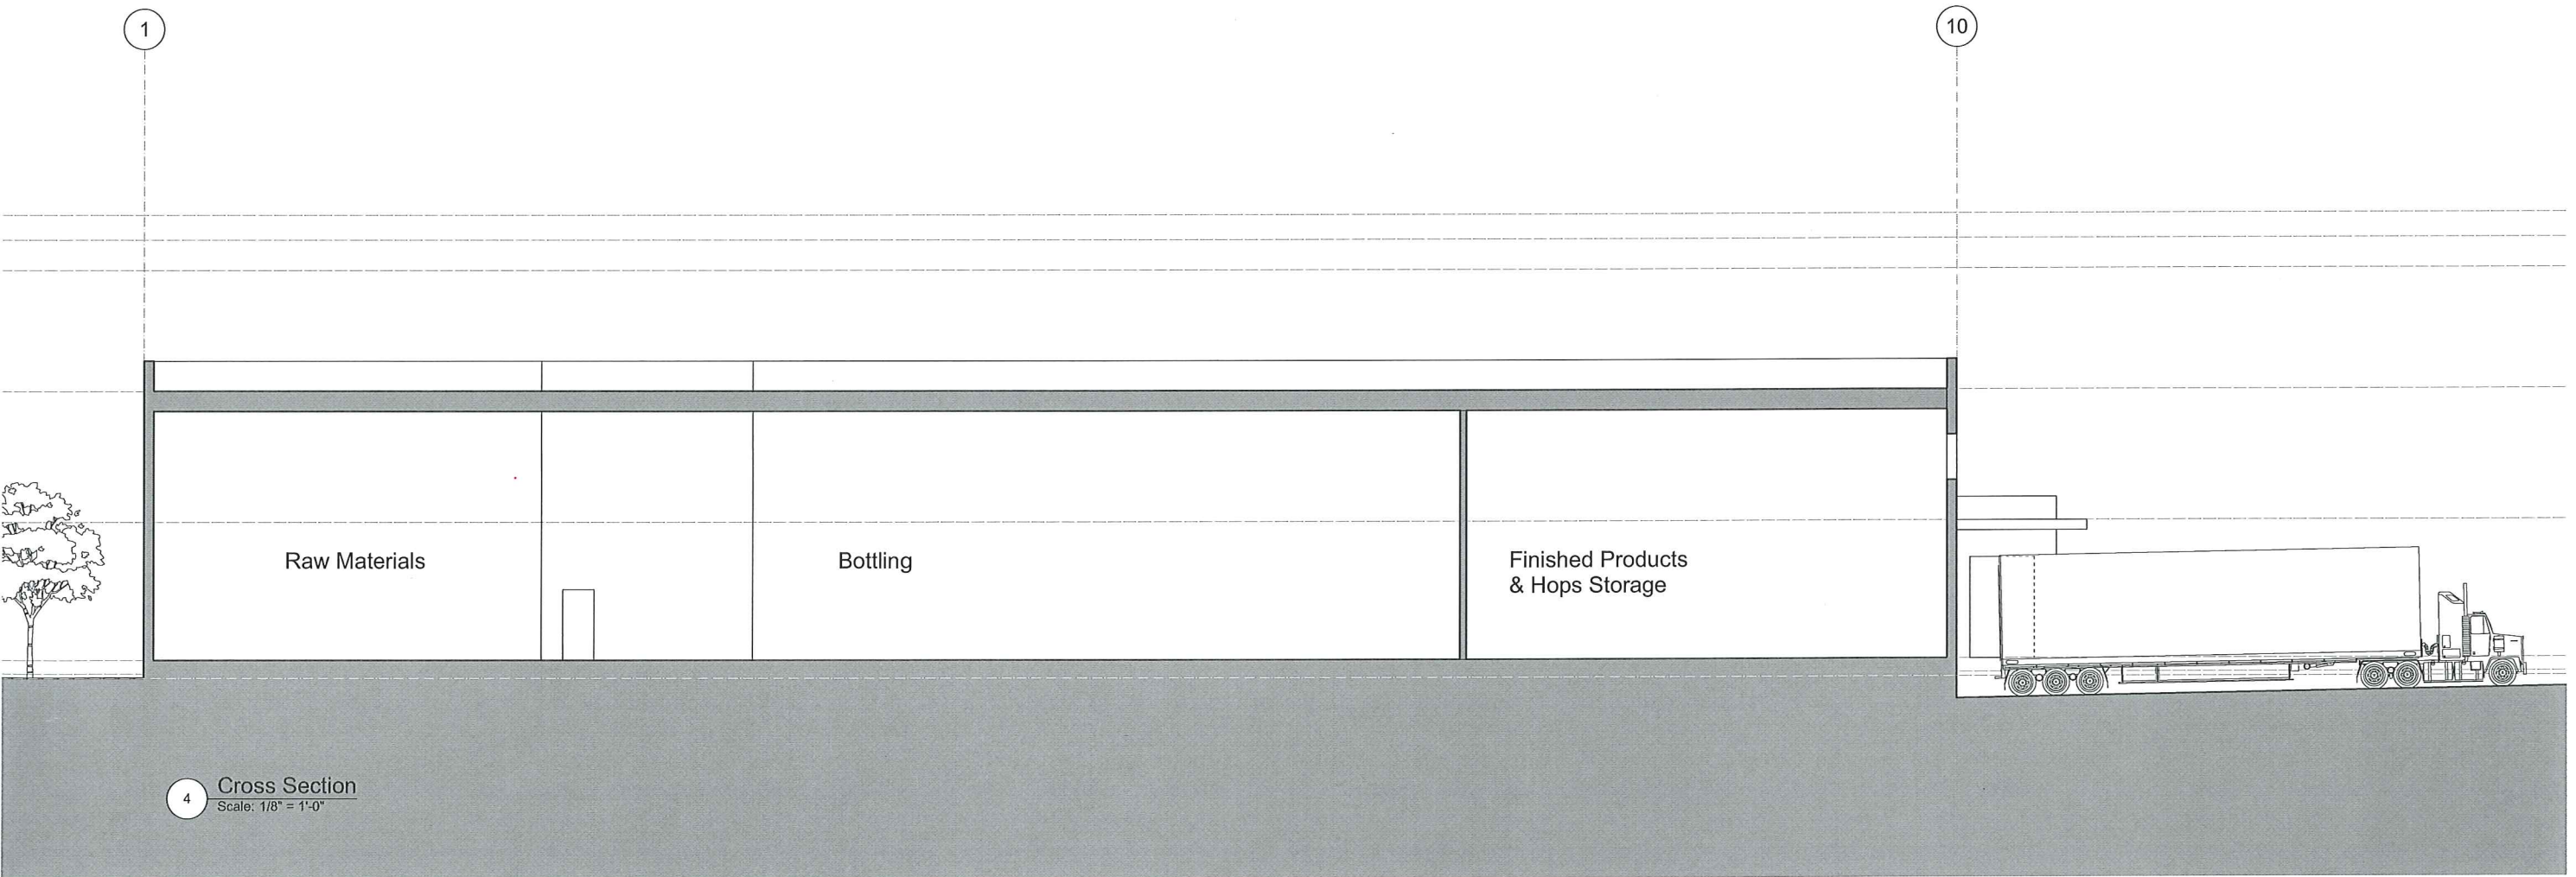 1
10
Raw Materials
Bottling
Finished Products
& Hops Storage
4
Cross Section
Scale: 1/8" = 1'-0"